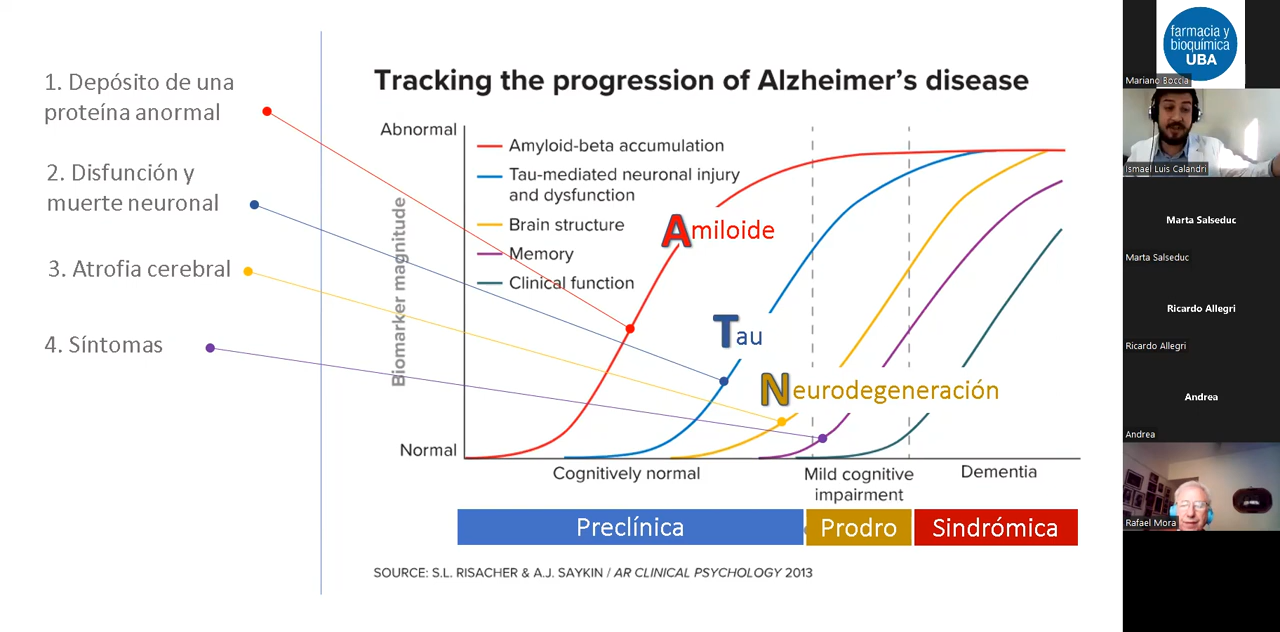 1. Depósito de una
proteína anormal
2. Disfunción y
muerte neuronal
3. Atrofia cerebral
4. Síntomas
Tracking the progression of Alzheimer's disease
Abnormal
Biomarker magnitude
Normal
Amyloid-beta accumulation
Tau-mediated neuronal injury
and dysfunction
Brain structure
Memory
Clinical function
Amiloide
Tau
Neurodegeneración
Cognitively normal
Mild cognitive
impairment
Dementia
Preclínica
Prodro
Sindrómica
SOURCE: S.L. RISACHER & A.J. SAYKIN / AR CLINICAL PSYCHOLOGY 2013
farmacia y
bioquímica
UBA
Mariano Boccia
Ismael Luis Calandri
Marta Salseduc
Marta Salseduc
Ricardo Allegri
Ricardo Allegri
Andrea
Andrea
Rafael Mora